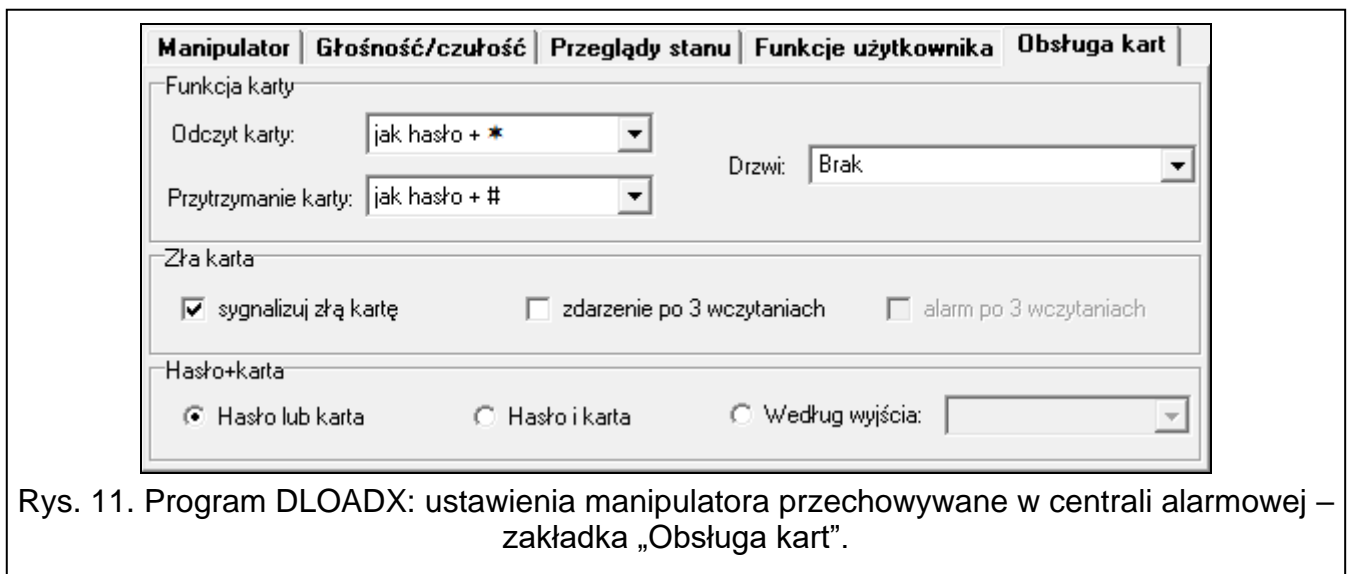 Manipulator Głośność/czułość Przeglądy stanu Funkcje użytkownika Obsługa kart
Funkcja karty
Odczyt karty: jak hasło + *
Drzwi: Brak
Przytrzymanie karty: jak hasło + #
Zła karta
sygnalizuj złą kartę zdarzenie po 3 wczytaniach alarm po 3 wczytaniach
Hasło+karta
Hasło lub karta Hasło i karta Według wyjścia:
Rys. 11. Program DLOADX: ustawienia manipulatora przechowywane w centrali alarmowej –
zakładka „Obsługa kart”.